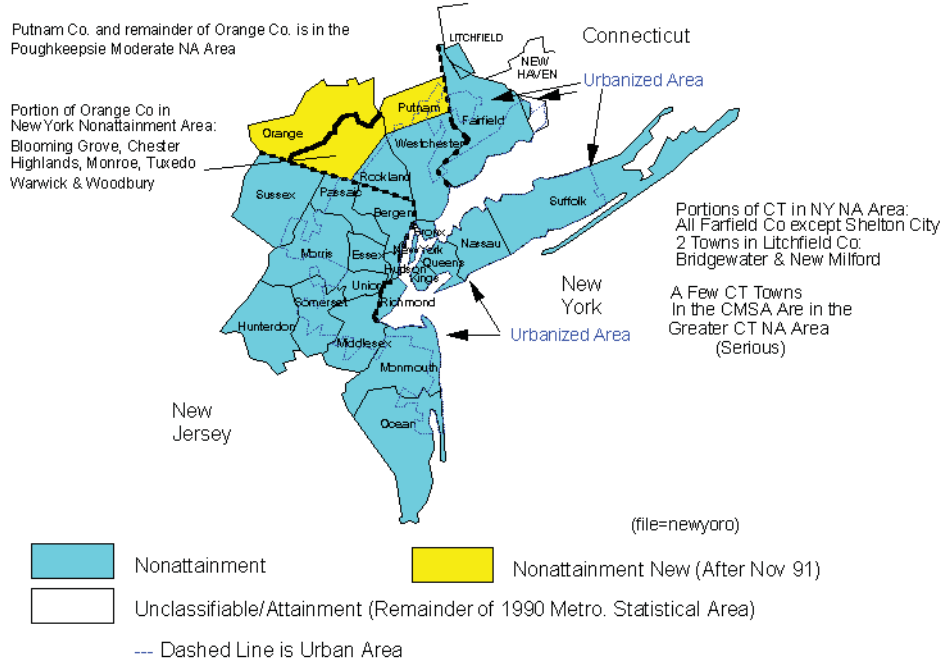 Putnam Co. and remainder of Orange Co. is in the
Poughkeepsie Moderate NA Area
LITCHFIELD
Connecticut
NEW
HAVEN
Urbanized Area
Portion of Orange Co in
New York Nonattainment Area:
Blooming Grove, Chester
Highlands, Monroe, Tuxedo
Warwick & Woodbury
Orange
Putnam
Fairfield
Westchester
Rockland
Sussex
Passaic
Bergen
Suffolk
Portions of CT in NY NA Area:
All Farfield Co except Shelton City
2 Towns in Litchfield Co:
Bridgewater & New Milford
A Few CT Towns
In the CMSA Are in the
Greater CT NA Area
(Serious)
Bronx
Nassau
New York
Essex
Morris
Queens
Hudson
Kings
Union
Richmond
Somerset
Hunterdon
Middlesex
New
York
Urbanized Area
Monmouth
New
Jersey
Ocean
(file=newyoro)
Nonattainment
Nonattainment New (After Nov 91)
Unclassifiable/Attainment (Remainder of 1990 Metro. Statistical Area)
--- Dashed Line is Urban Area